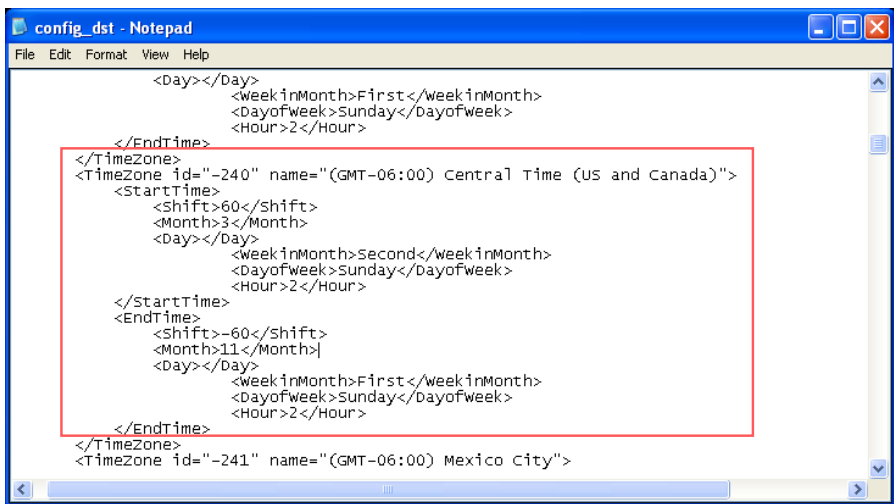 config_dst - Notepad
File Edit Format View Help
<Day></Day>
<WeekinMonth>First</WeekinMonth>
<DayofWeek>Sunday</DayofWeek>
<Hour>2</Hour>
</EndTime>
</TimeZone>
<TimeZone id="-240" name="(GMT-06:00) Central Time (US and Canada)">
<StartTime>
<Shift>60</Shift>
<Month>3</Month>
<Day></Day>
<WeekinMonth>Second</WeekinMonth>
<DayofWeek>Sunday</DayofWeek>
<Hour>2</Hour>
</StartTime>
<EndTime>
<Shift>-60</Shift>
<Month>11</Month>
<Day></Day>
<WeekinMonth>First</WeekinMonth>
<DayofWeek>Sunday</DayofWeek>
<Hour>2</Hour>
</EndTime>
</TimeZone>
<TimeZone id="-241" name="(GMT-06:00) Mexico City">